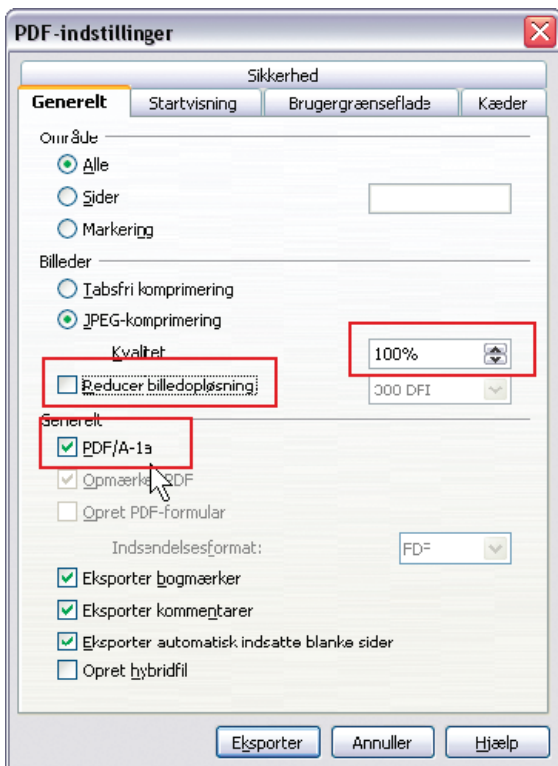 PDF-indstillinger
Sikkerhed
Generelt Startvisning Brugergrænseflade Kæder
Område
Alle
Sider
Markering
Billeder
Tabsfri komprimering
JPEG-komprimering
Kvalitet 100%
Reducer billedopløsning 300 DPI
Generelt
PDF/A-1a
Opmærket PDF
Opret PDF-formular
Indsendelsesformat: FDF
Eksporter bogmærker
Eksporter kommentarer
Eksporter automatisk indsatte blanke sider
Opret hybridfil
Eksporter Annuller Hjælp